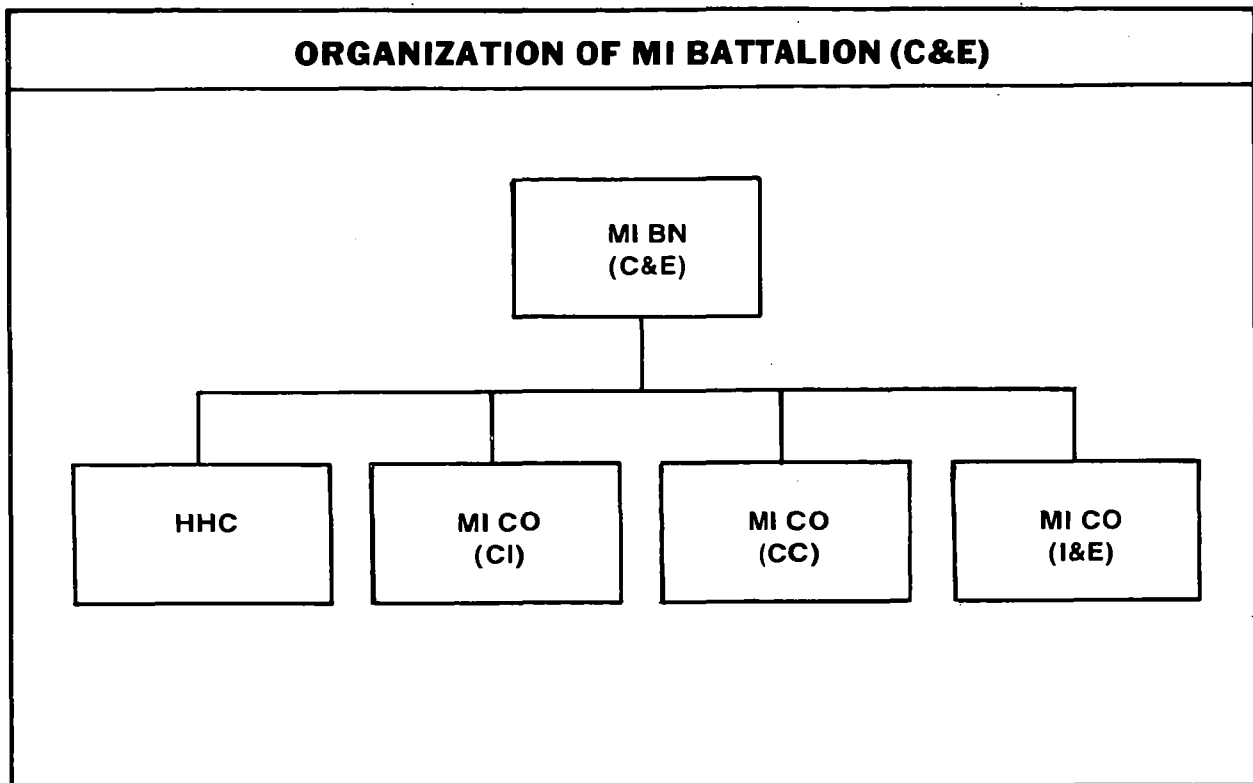 ORGANIZATION OF MI BATTALION (C&E)
MI BN
(C&E)
HHC
MI CO
(CI)
MI CO
(CC)
MI CO
(I&E)